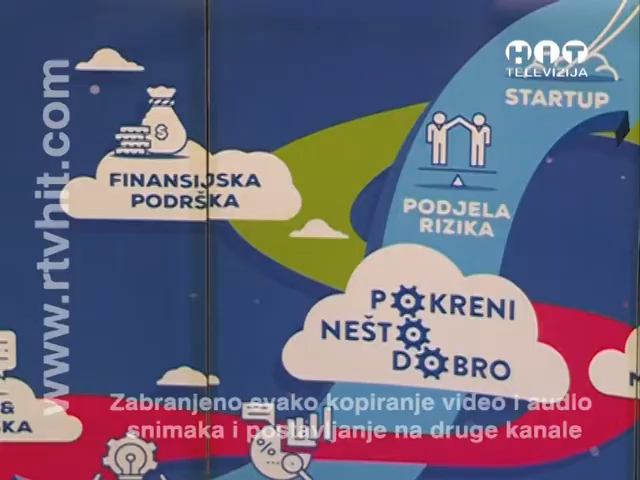 HIT
TELEVIZIJA
STARTUP
FINANSIJSKA
PODRŠKA
PODJELA
RIZIKA
POKRENI
NEŠTO
DOBRO
&
www.rtvhit.com
Zabranjeno svako kopiranje video i audio
snimaka i postavljanje na druge kanale